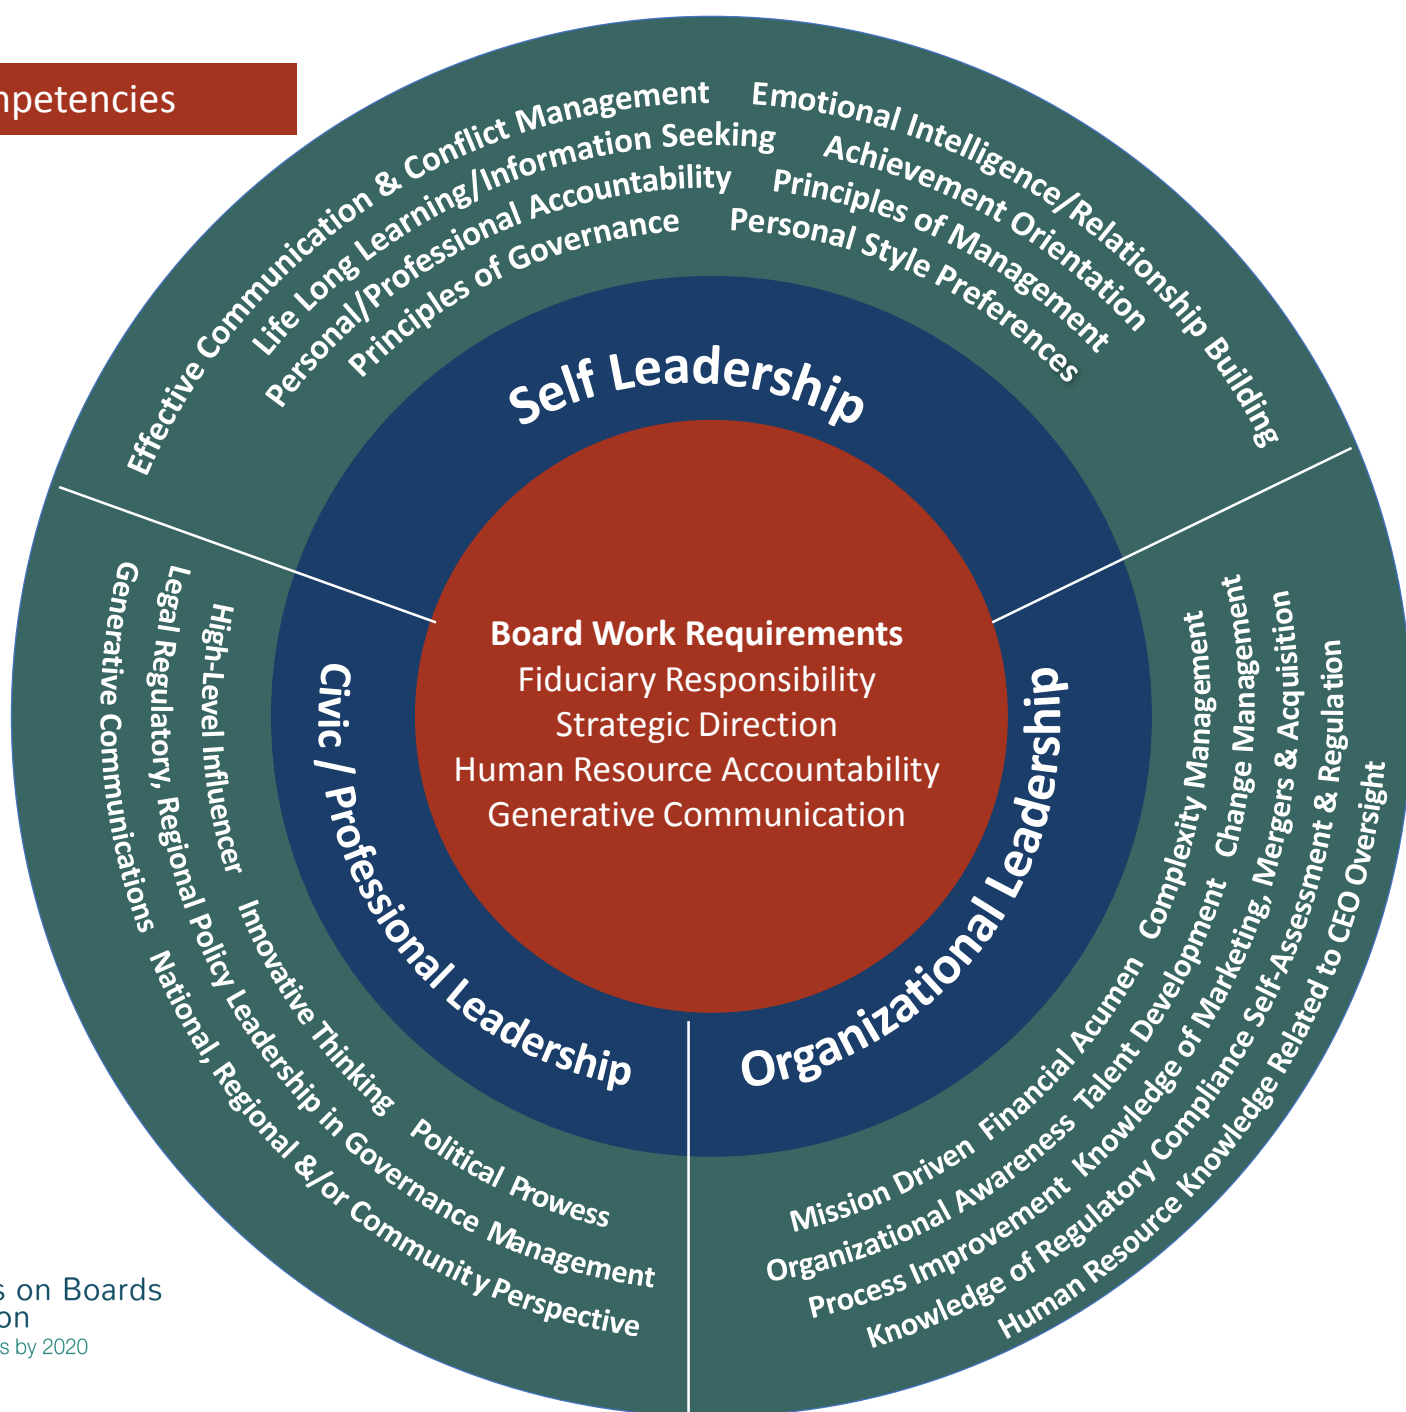 mpetencies
Effective Communication & Conflict Management
Emotional Intelligence/Relationship Building
Life Long Learning/Information Seeking
Achievement Orientation
Personal/Professional Accountability
Principles of Management
Principles of Governance
Personal Style Preferences
Self Leadership
Board Work Requirements
Fiduciary Responsibility
Strategic Direction
Human Resource Accountability
Generative Communication
Civic / Professional Leadership
High-Level Influencer Innovative Thinking Political Prowess
Legal Regulatory, Regional Policy Leadership in Governance Management
Generative Communications National, Regional &/or Community Perspective
Organizational Leadership
Mission Driven Financial Acumen Complexity Management
Organizational Awareness Talent Development Change Management
Process Improvement Knowledge of Marketing, Mergers & Acquisition
Knowledge of Regulatory Compliance Self-Assessment & Regulation
Human Resource Knowledge Related to CEO Oversight
s on Boards
on
s by 2020